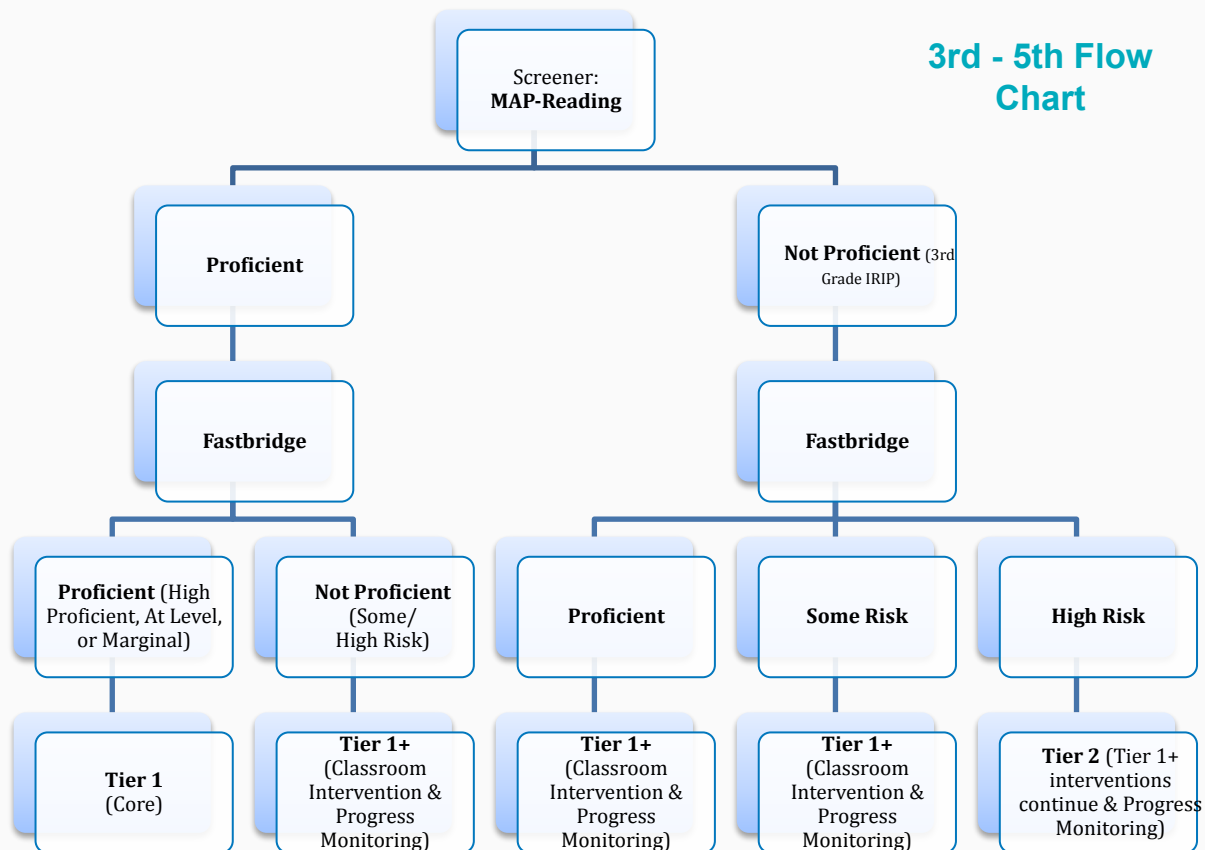 3rd - 5th Flow
Chart
Screener:
MAP-Reading
Proficient
Not Proficient (3rd
Grade IRIP)
Fastbridge
Fastbridge
Proficient (High
Proficient, At Level,
or Marginal)
Not Proficient
(Some/
High Risk)
Proficient
Some Risk
High Risk
Tier 1
(Core)
Tier 1+
(Classroom
Intervention &
Progress
Monitoring)
Tier 1+
(Classroom
Intervention &
Progress
Monitoring)
Tier 1+
(Classroom
Intervention &
Progress
Monitoring)
Tier 2 (Tier 1+
interventions
continue & Progress
Monitoring)